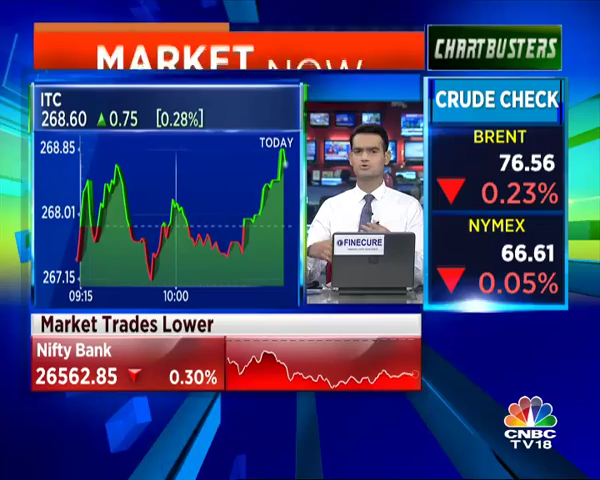 MARKET NOW
CHARTBUSTERS
ITC
268.60 ▲ 0.75 [0.28%]
TODAY
268.85
268.01
267.15
09:15 10:00
FINECURE
CRUDE CHECK
BRENT
76.56
▼ 0.23%
NYMEX
66.61
▼ 0.05%
Market Trades Lower
Nifty Bank
26562.85 ▼ 0.30%
CNBC
TV18